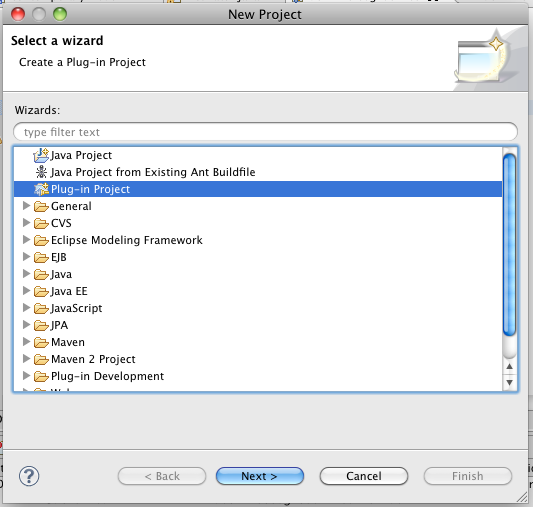 New Project
Select a wizard
Create a Plug-in Project
Wizards:
type filter text
Java Project
Java Project from Existing Ant Buildfile
Plug-in Project
General
CVS
Eclipse Modeling Framework
EJB
Java
Java EE
JavaScript
JPA
Maven
Maven 2 Project
Plug-in Development
?
< Back
Next >
Cancel
Finish